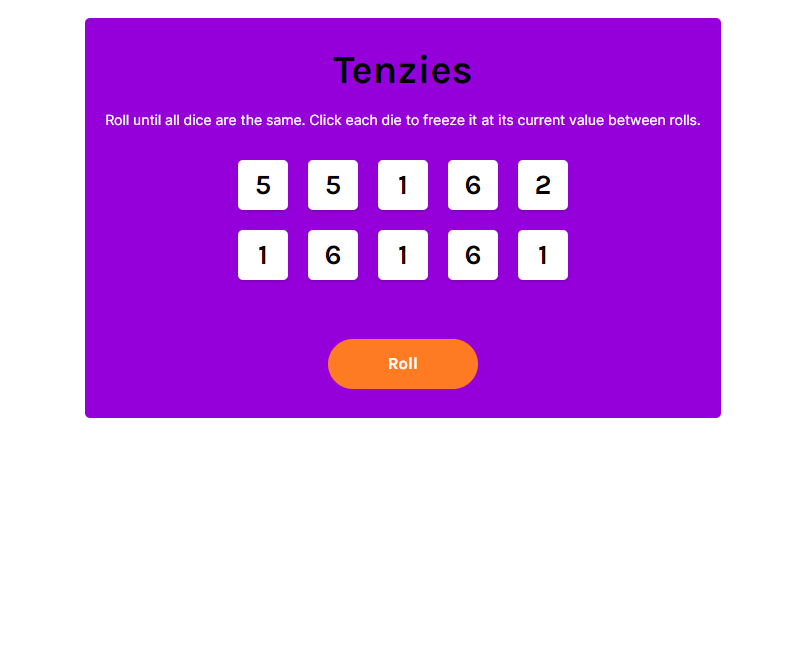 Tenzies
Roll until all dice are the same. Click each die to freeze it at its current value between rolls.
5 5 1 6 2
1 6 1 6 1
Roll